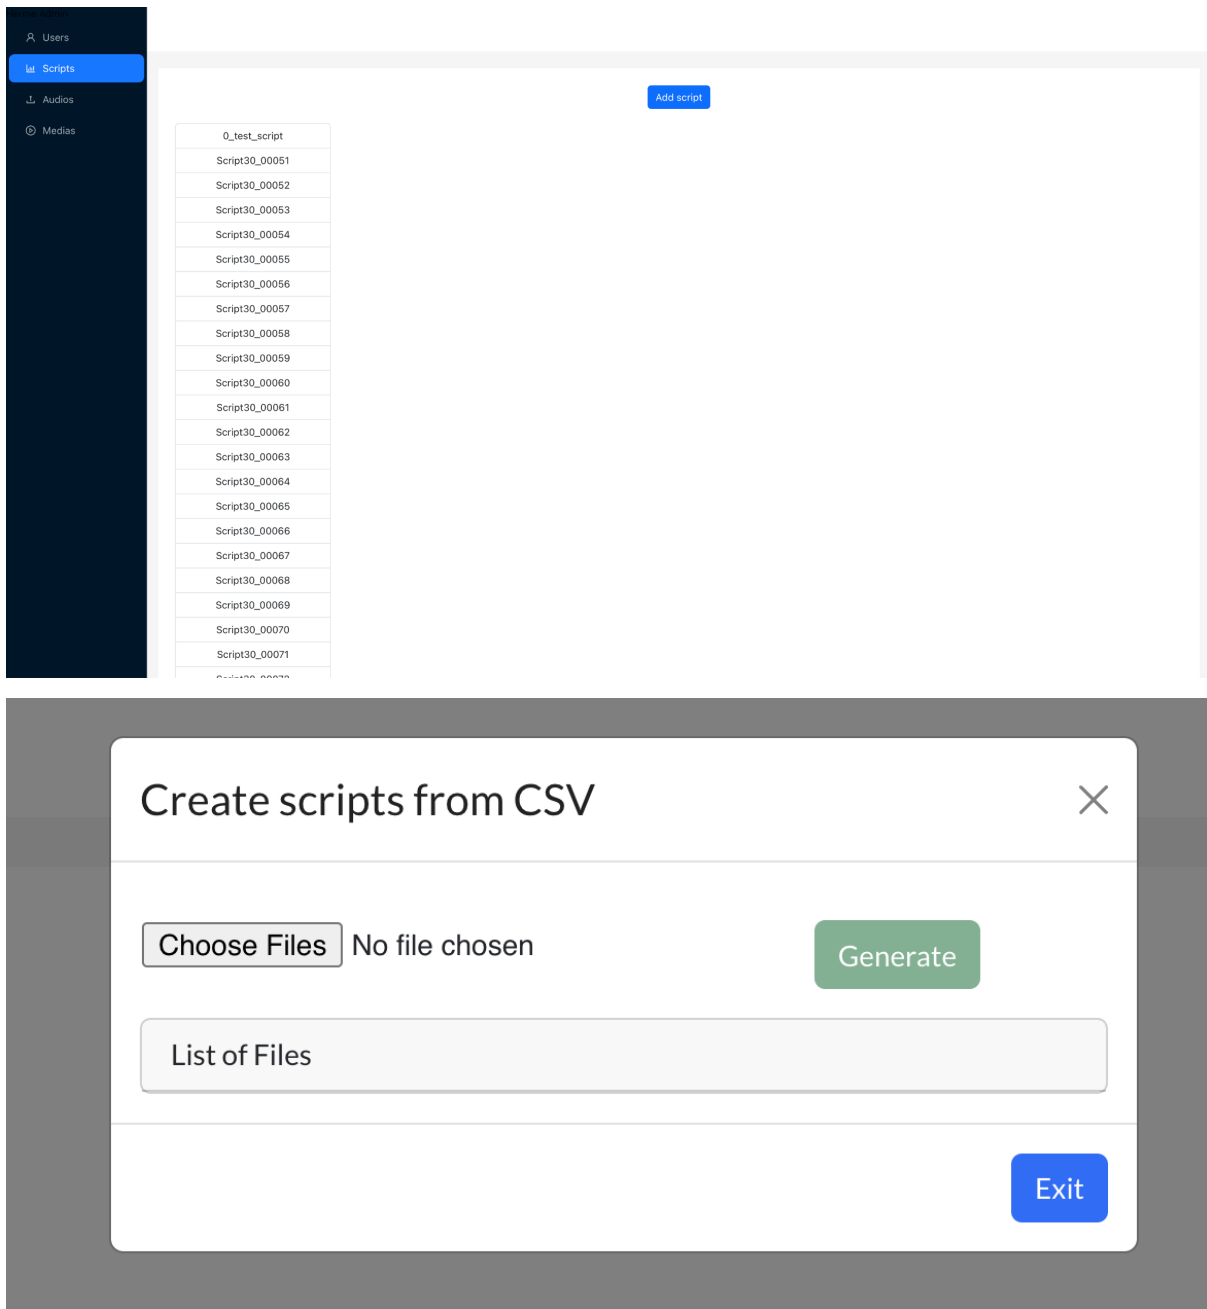 Users
Scripts
Audios
Medias
Add script
0_test_script
Script30_00051
Script30_00052
Script30_00053
Script30_00054
Script30_00055
Script30_00056
Script30_00057
Script30_00058
Script30_00059
Script30_00060
Script30_00061
Script30_00062
Script30_00063
Script30_00064
Script30_00065
Script30_00066
Script30_00067
Script30_00068
Script30_00069
Script30_00070
Script30_00071
Create scripts from CSV
Choose Files No file chosen
Generate
List of Files
Exit